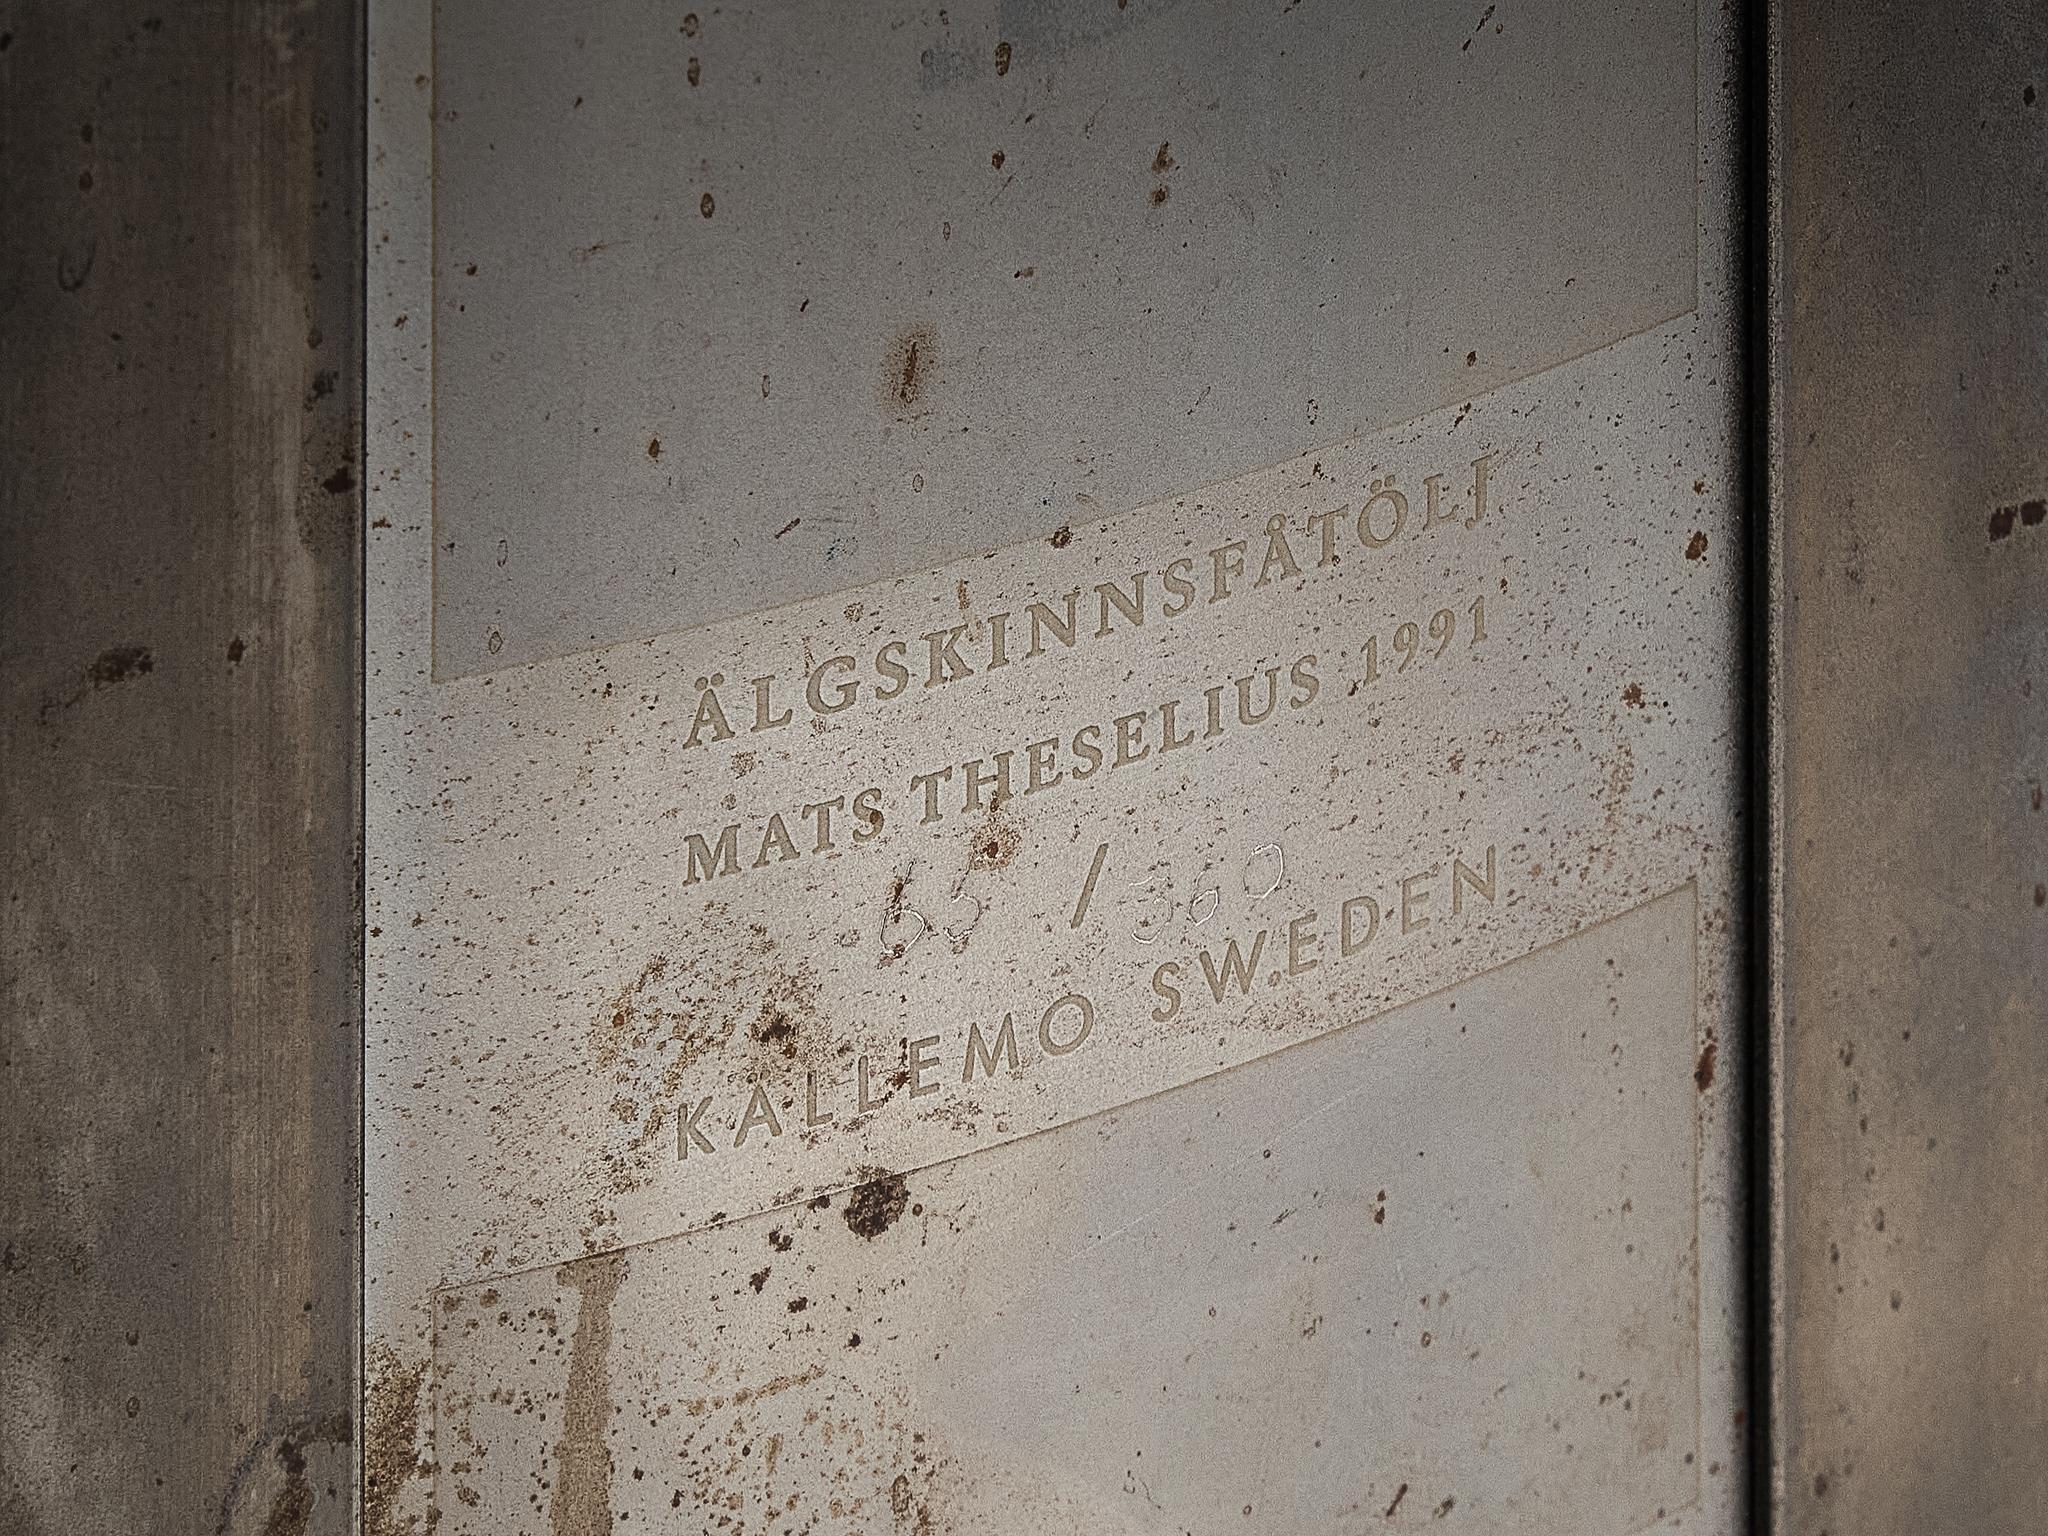 ÄLGSKINNSFÅTÖLJ
MATS THESELIUS 1991
65 / 360
KÄLLEMO SWEDEN